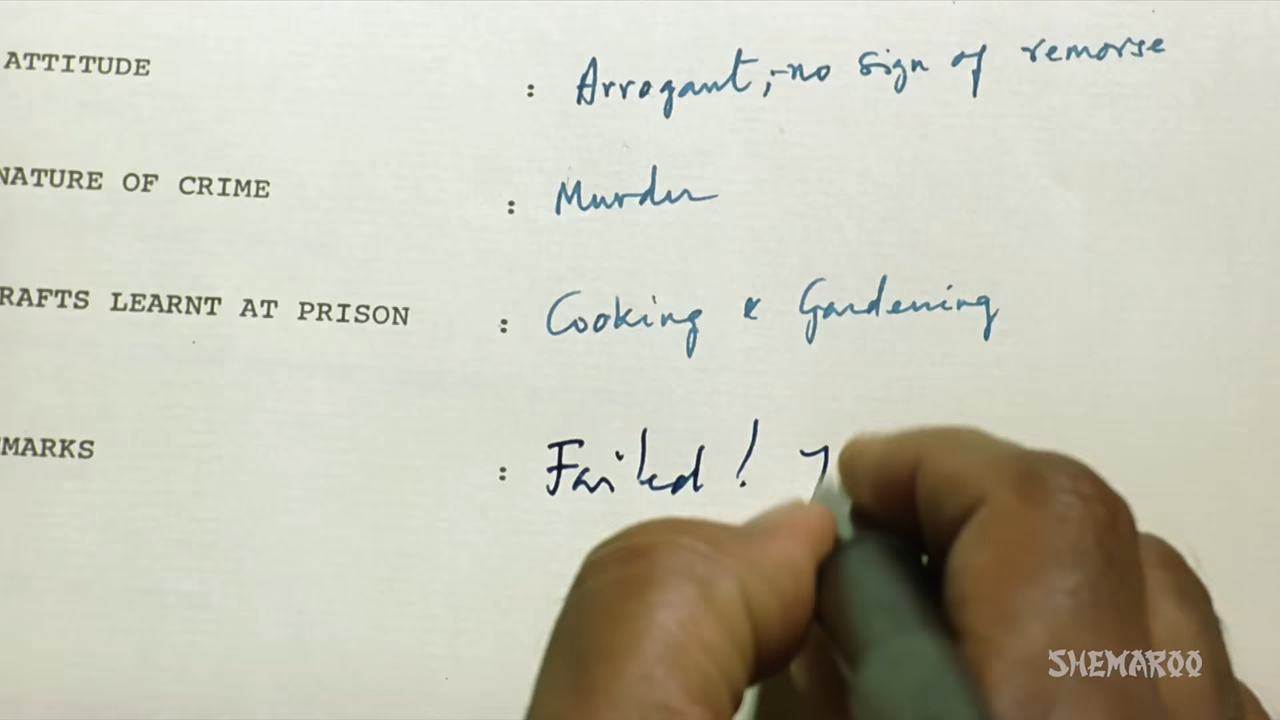 ATTITUDE : Arrogant, no sign of remorse
NATURE OF CRIME : Murder
RAFTS LEARNT AT PRISON : Cooking & Gardening
MARKS : Failed!
SHEMAROO